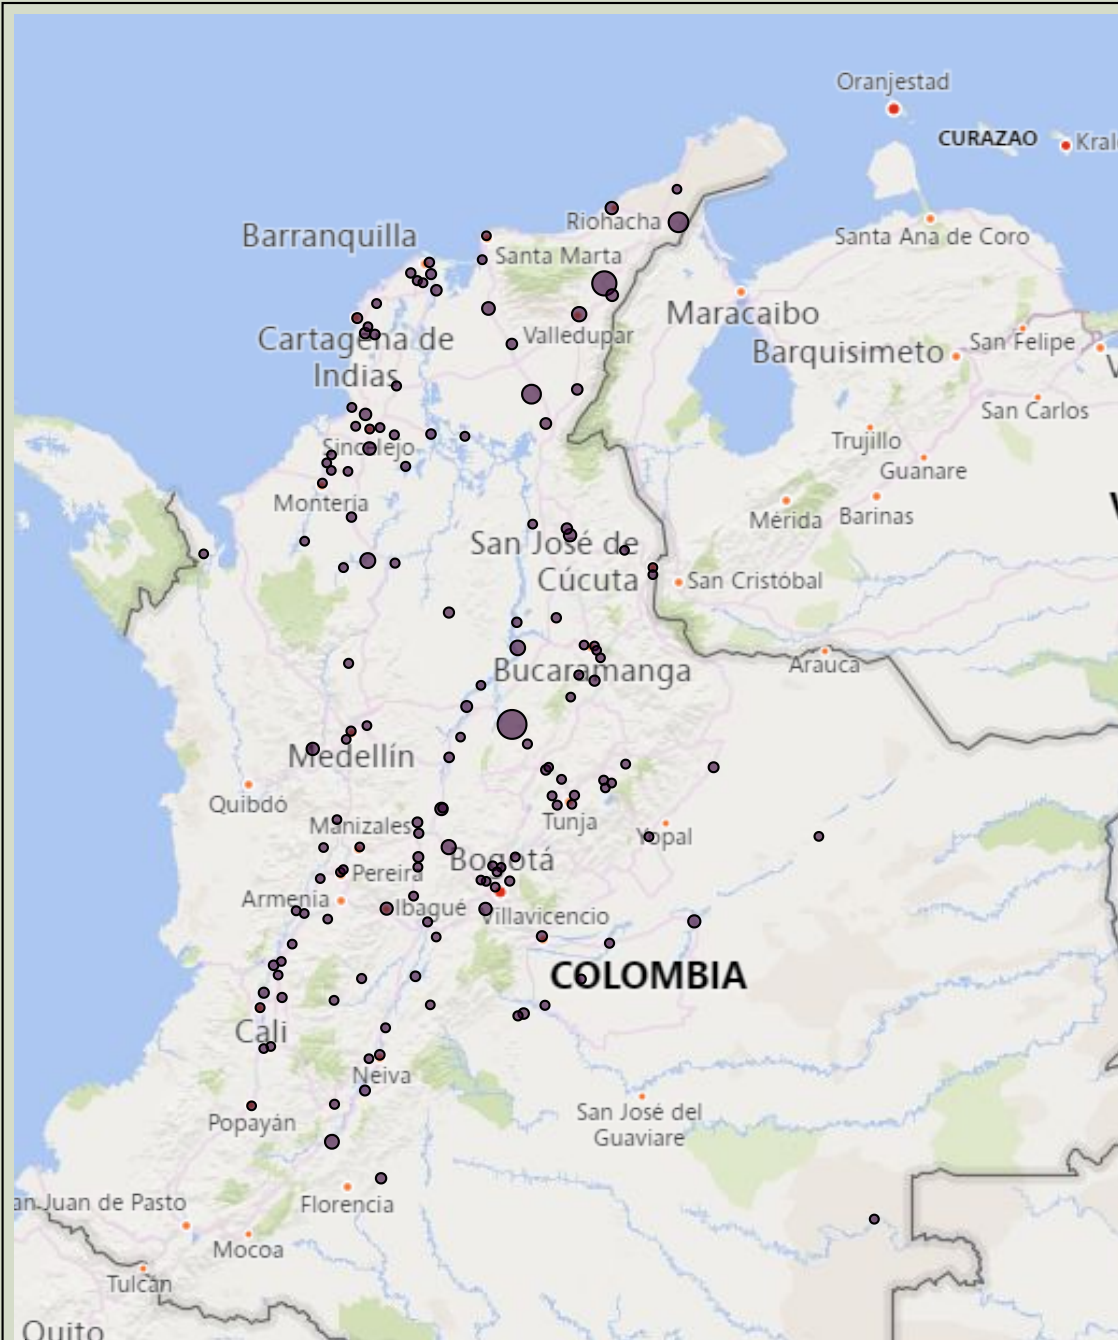 Oranjestad
CURAZAO
Kral
Riohacha
Barranquilla
Santa Ana de Coro
Santa Marta
Maracaibo
Valledupar
Cartagena de
Indias
San Felipe
Barquisimeto
V
San Carlos
Trujillo
Sincelejo
Guanare
Montería
Mérida
Barinas
V
San José de
Cúcuta
San Cristóbal
Arauca
Bucaramanga
Medellín
Quibdó
Tunja
Manizales
Yopal
Bogotá
Pereira
Armenia
Ibagué
Villavicencio
COLOMBIA
Cali
Neiva
San José del
Guaviare
Popayán
an Juan de Pasto
Florencia
Mocoa
Tulcán
Quito